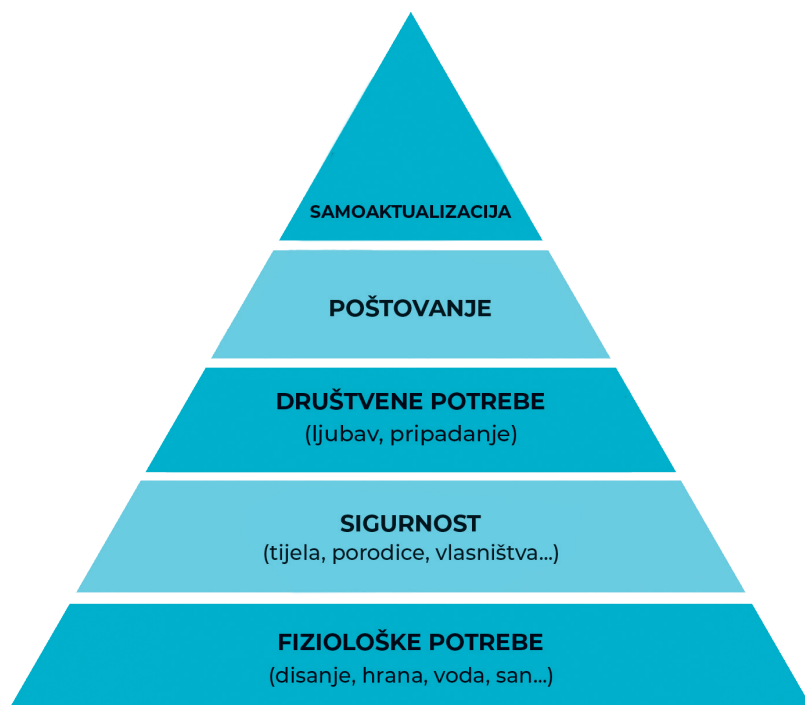 SAMOAKTUALIZACIJA
POŠTOVANJE
DRUŠTVENE POTREBE
(ljubav, pripadanje)
SIGURNOST
(tijela, porodice, vlasništva...)
FIZIOLOŠKE POTREBE
(disanje, hrana, voda, san...)